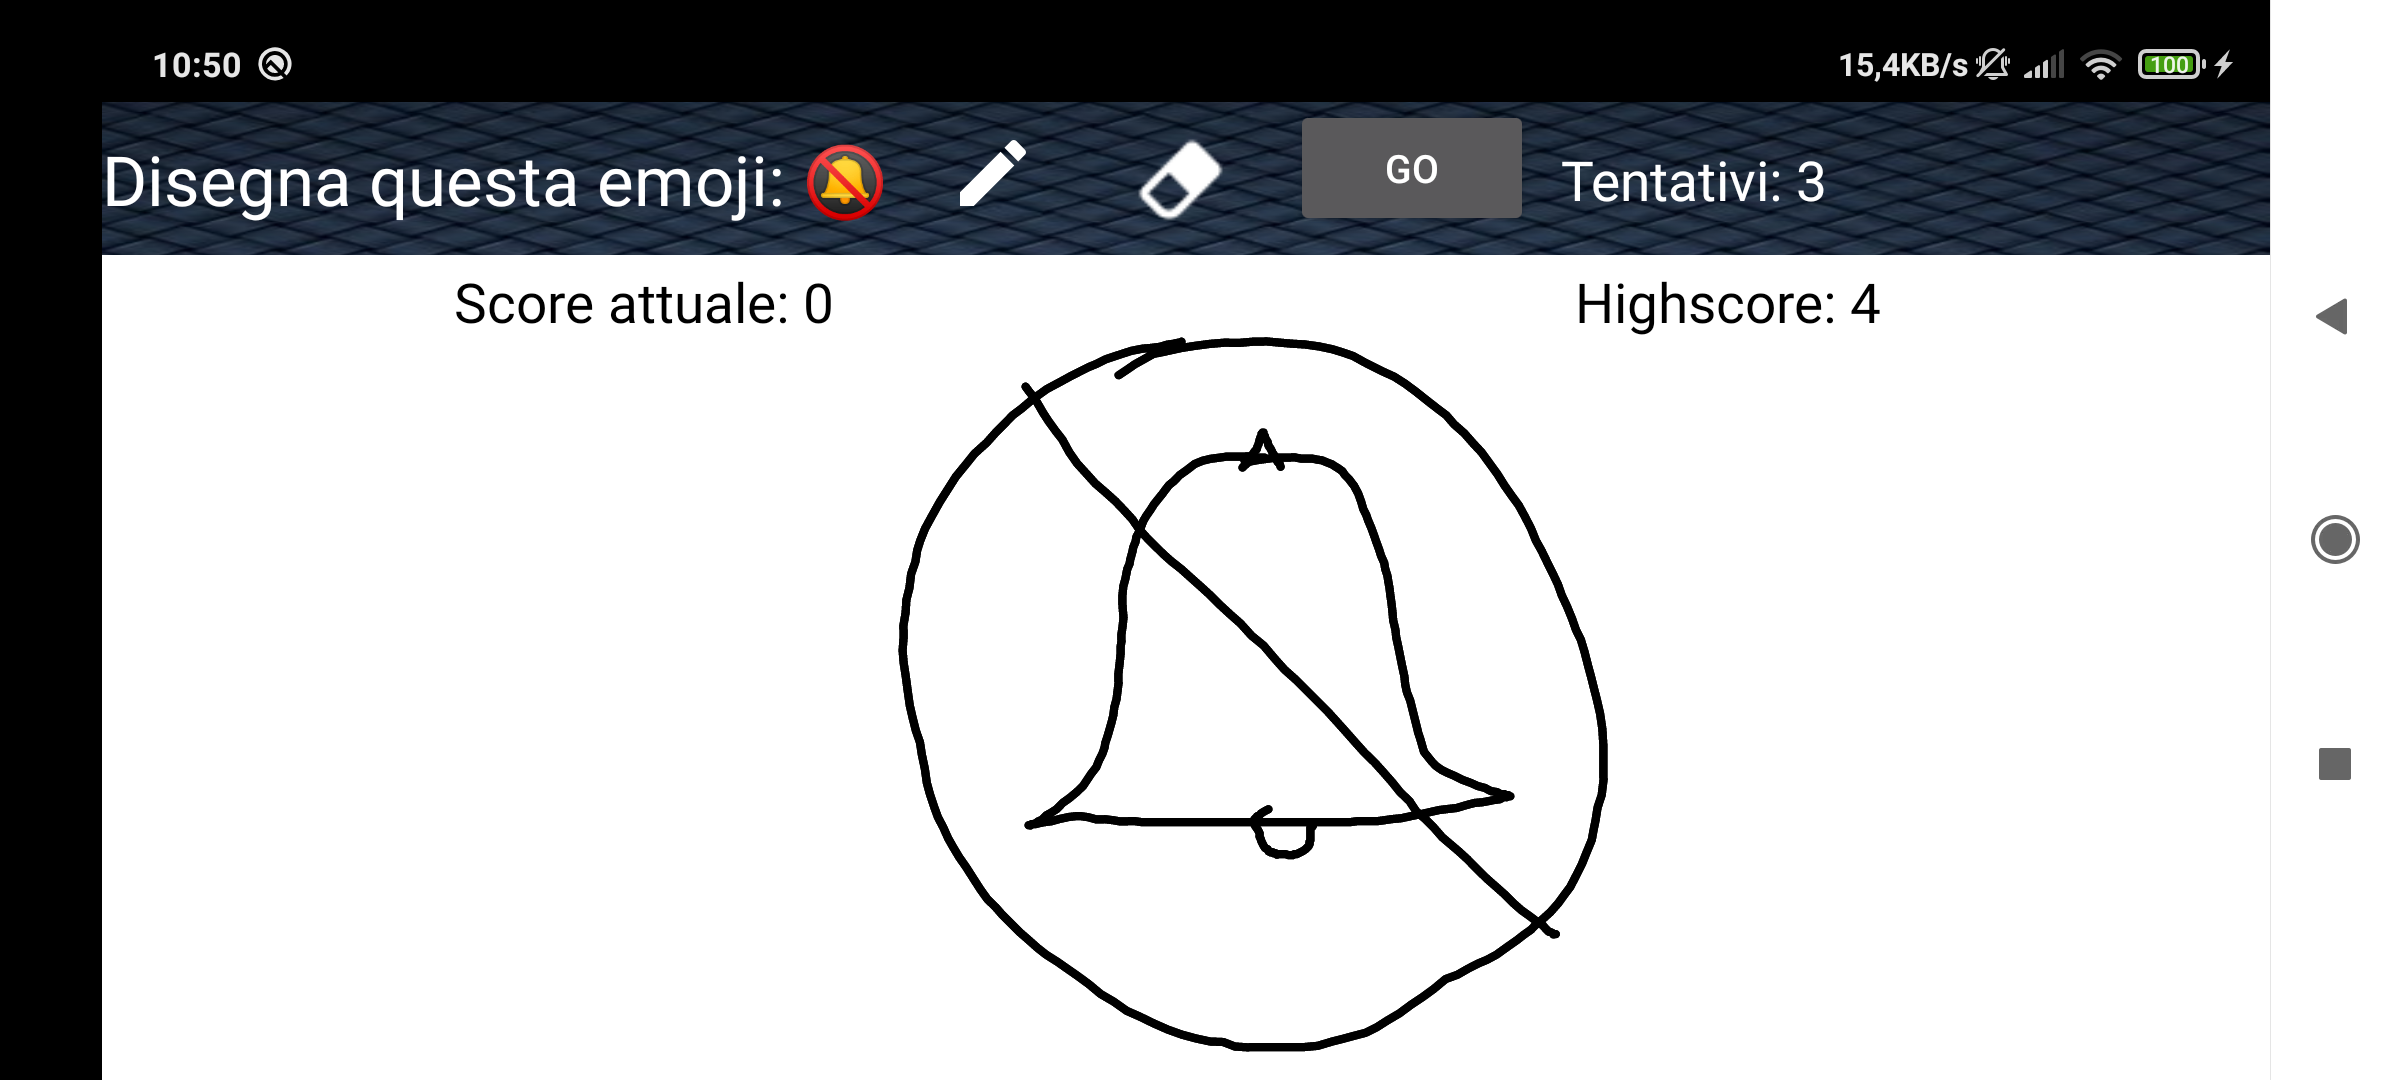 10:50 15,4KB/s 100
Disegna questa emoji: GO Tentativi: 3
Score attuale: 0 Highscore: 4